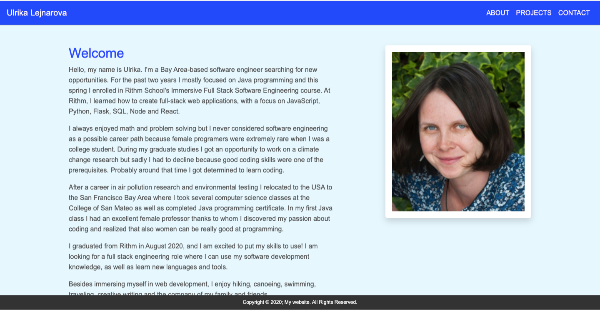 Ulrika Lejnarova
ABOUT PROJECTS CONTACT
Welcome
Hello, my name is Ulrika. I'm a Bay Area-based software engineer searching for new
opportunities. For the past two years I mostly focused on Java programming and this
spring I enrolled in Rithm School's Immersive Full Stack Software Engineering course. At
Rithm, I learned how to create full-stack web applications, with a focus on JavaScript,
Python, Flask, SQL, Node and React.
I always enjoyed math and problem solving but I never considered software engineering
as a possible career path because female programers were extremely rare when I was a
college student. During my graduate studies I got an opportunity to work on a climate
change research but sadly I had to decline because good coding skills were one of the
prerequisites. Probably around that time I got determined to learn coding.
After a career in air pollution research and environmental testing I relocated to the USA to
the San Francisco Bay Area where I took several computer science classes at the
College of San Mateo as well as completed Java programming certificate. In my first Java
class I had an excellent female professor thanks to whom I discovered my passion about
coding and realized that also women can be really good at programming.
I graduated from Rithm in August 2020, and I am excited to put my skills to use! I am
looking for a full stack engineering role where I can use my software development
knowledge, as well as learn new languages and tools.
Besides immersing myself in web development, I enjoy hiking, canoeing, swimming,
traveling, creative writing and the company of my family and friends.
Copyright © 2020; My website. All Rights Reserved.